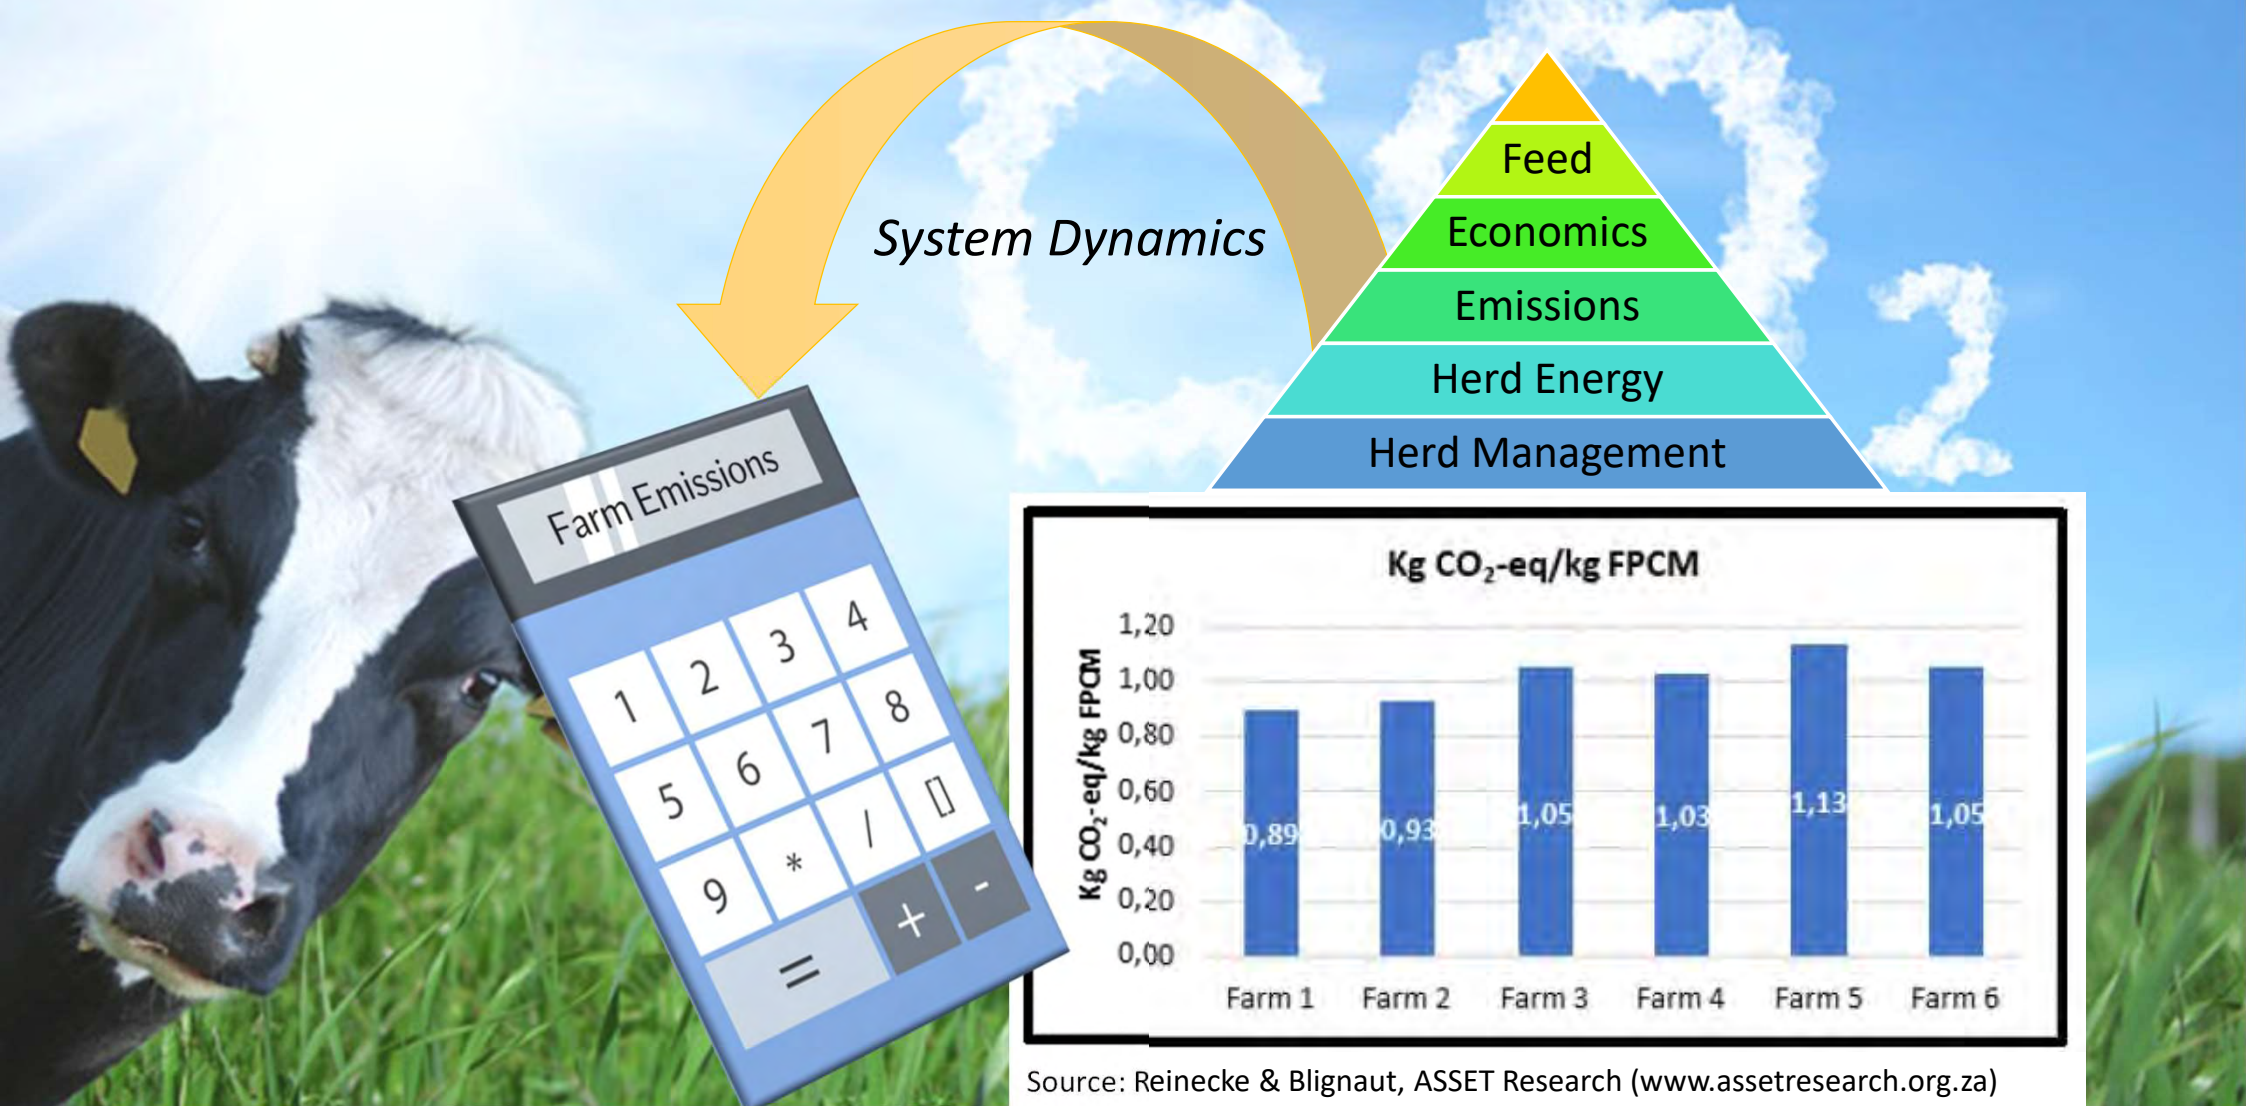 CO2
System Dynamics
Feed
Economics
Emissions
Herd Energy
Herd Management
Farm Emissions
1 2 3 4
5 6 7 8
9 * / []
= + -
Kg CO₂-eq/kg FPCM
Kg CO₂-eq/kg FPCM
1,20
1,00
0,80
0,60
0,40
0,20
0,00
0,89 0,93 1,05 1,03 1,13 1,05
Farm 1 Farm 2 Farm 3 Farm 4 Farm 5 Farm 6
Source: Reinecke & Blignaut, ASSET Research (www.assetresearch.org.za)